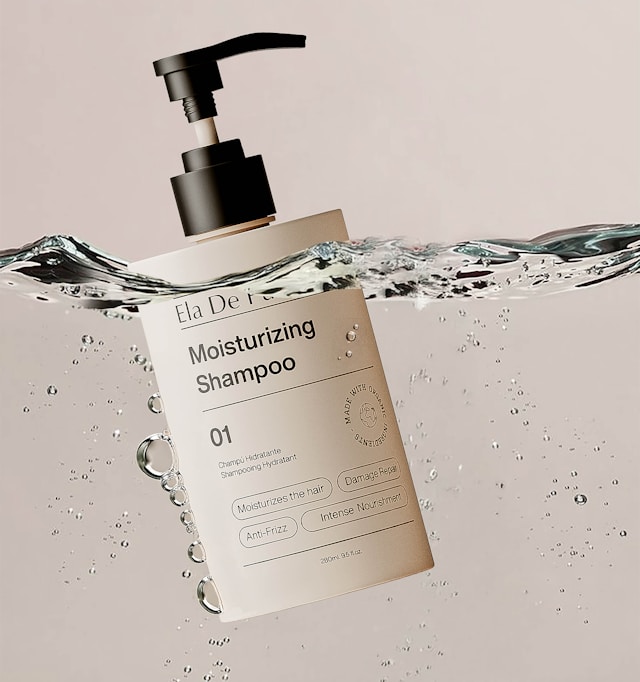 Ela De
Moisturizing
Shampoo
MADE WITH ORGANIC INGREDIENTS
01
Champú Hidratante
Shampooing Hydratant
Moisturizes the hair
Damage Repair
Anti-Frizz
Intense Nourishment
280ml. 9.5 fl.oz.